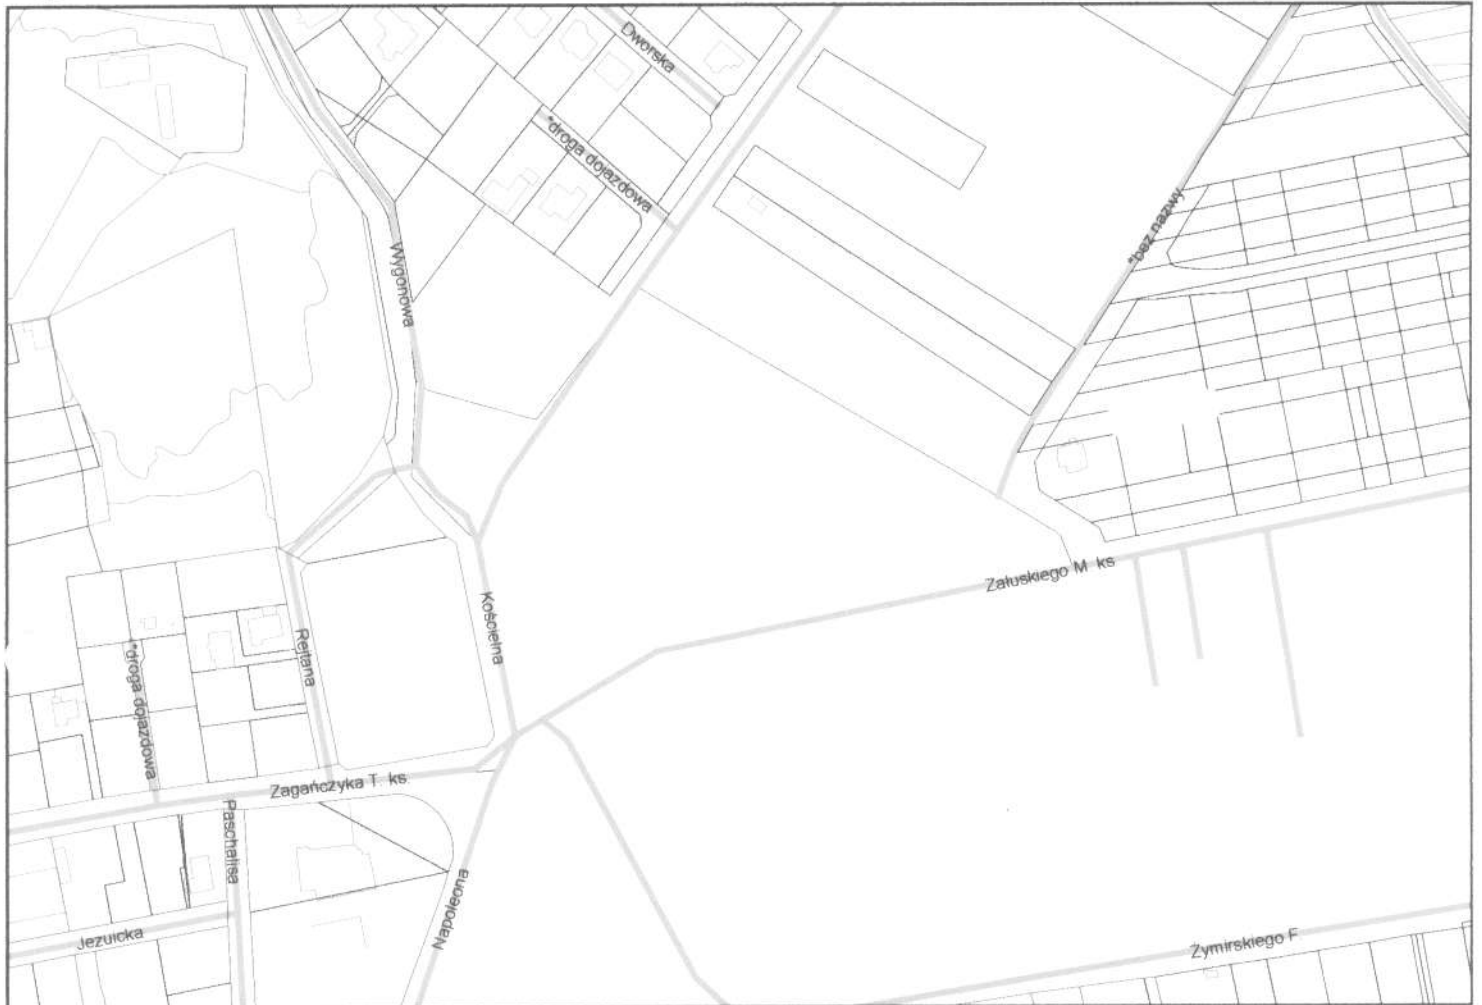 Dworska
*droga dojazdowa
*bez nazwy
Wygonowa
Załuskiego M. ks
Kościelna
Rejtana
*droga dojazdowa
Zagańczyka T. ks.
Paschalisa
Napoleona
Jezuicka
Żymirskiego F.